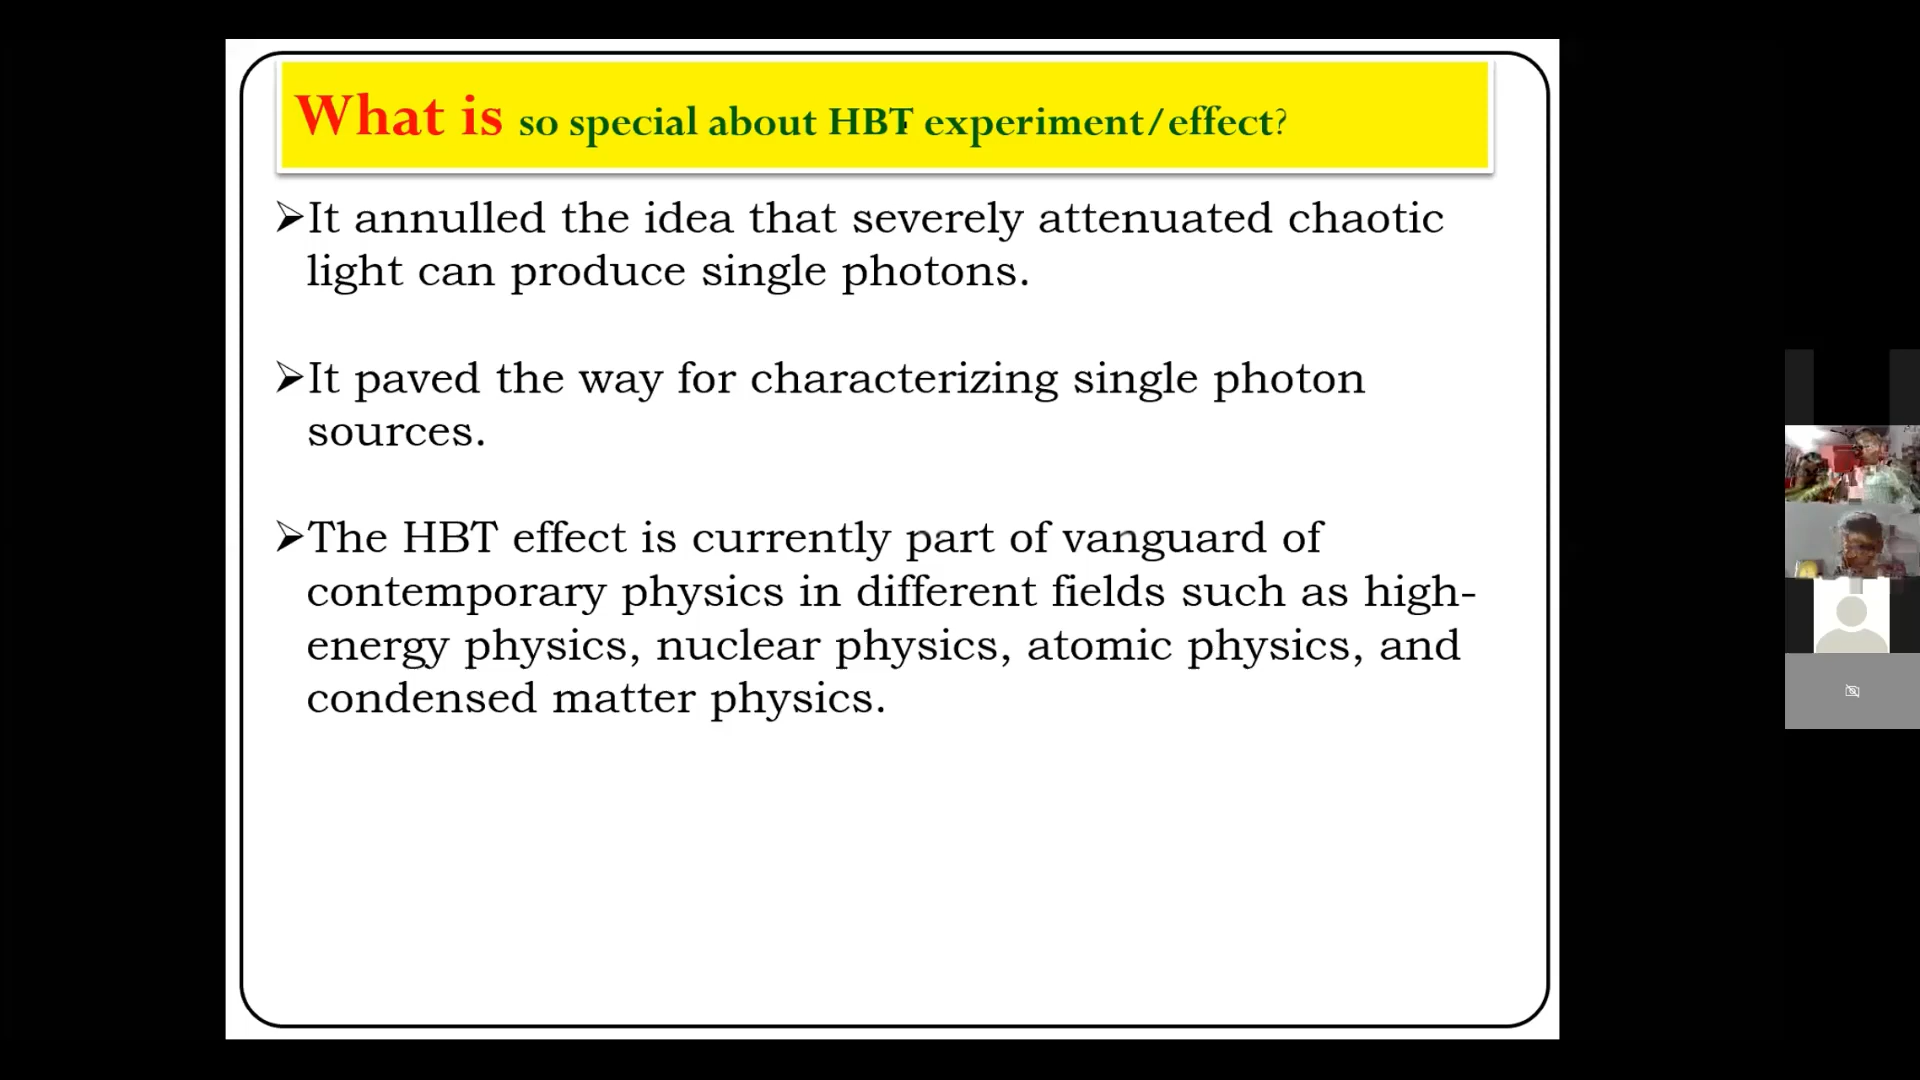 What is so special about HBT experiment/effect?
➢It annulled the idea that severely attenuated chaotic
light can produce single photons.
➢It paved the way for characterizing single photon
sources.
➢The HBT effect is currently part of vanguard of
contemporary physics in different fields such as high-
energy physics, nuclear physics, atomic physics, and
condensed matter physics.